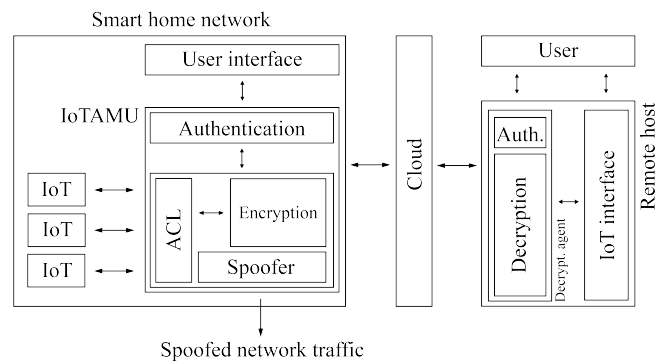 Smart home network
User interface
IoTAMU
Authentication
IoT
IoT
IoT
ACL
Encryption
Spoofer
Spoofed network traffic
Cloud
User
Auth.
Decryption
Decrypt. agent
IoT interface
Remote host